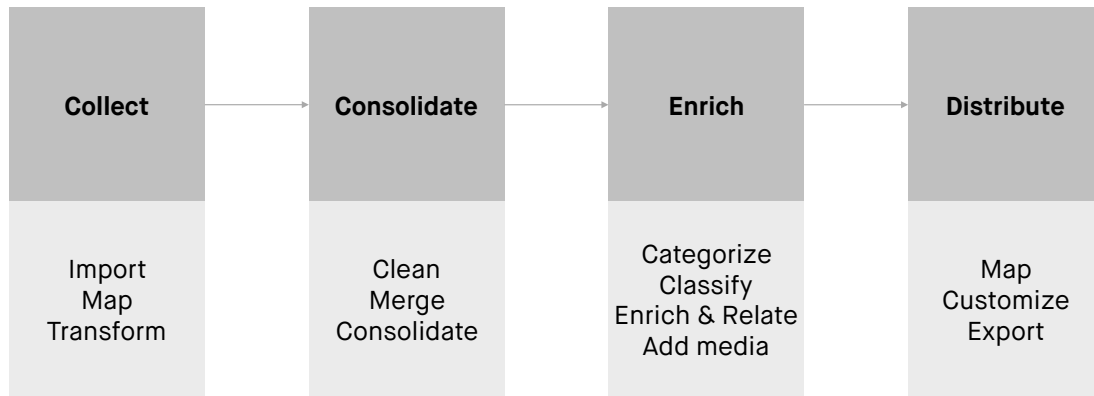 Collect
Consolidate
Enrich
Distribute
Import
Map
Transform
Clean
Merge
Consolidate
Categorize
Classify
Enrich & Relate
Add media
Map
Customize
Export